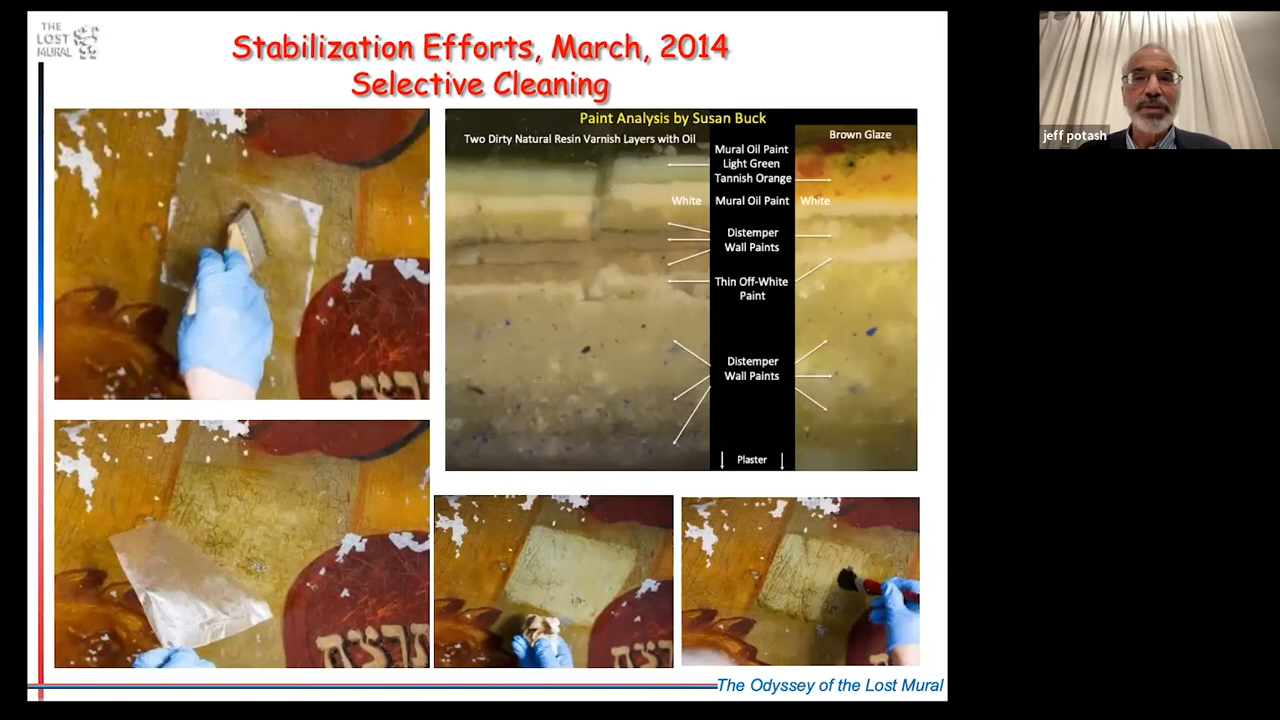 THE
LOST
MURAL
Stabilization Efforts, March, 2014
Selective Cleaning
jeff potash
Paint Analysis by Susan Buck
Two Dirty Natural Resin Varnish Layers with Oil
Brown Glaze
Mural Oil Paint
Light Green
Tannish Orange
White
Mural Oil Paint
White
Distemper
Wall Paints
Thin Off-White
Paint
Distemper
Wall Paints
Plaster
תרצח
תרצח
The Odyssey of the Lost Mural